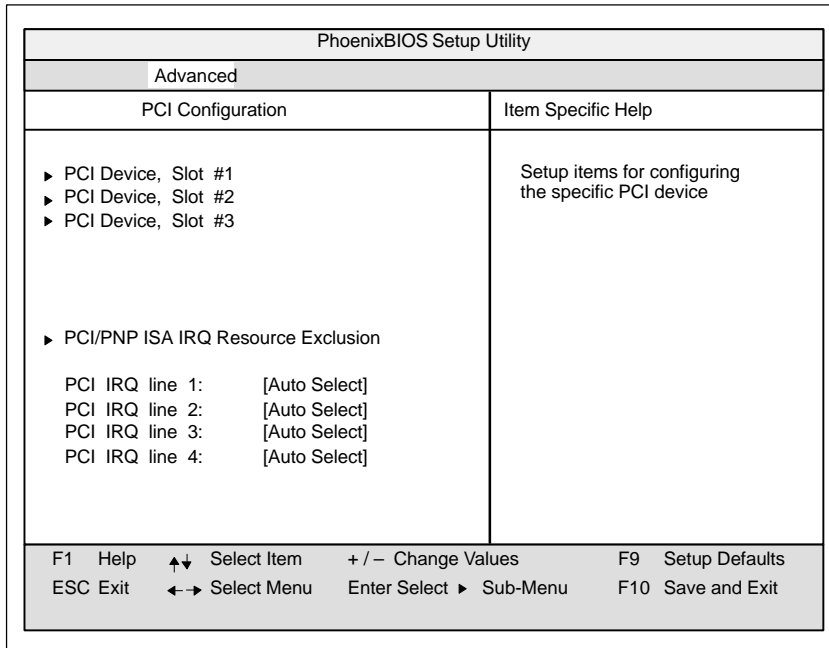 PhoenixBIOS Setup Utility
Advanced
PCI Configuration
Item Specific Help
PCI Device, Slot #1
PCI Device, Slot #2
PCI Device, Slot #3
Setup items for configuring
the specific PCI device
PCI/PNP ISA IRQ Resource Exclusion
PCI IRQ line 1: [Auto Select]
PCI IRQ line 2: [Auto Select]
PCI IRQ line 3: [Auto Select]
PCI IRQ line 4: [Auto Select]
F1 Help Select Item + / – Change Values F9 Setup Defaults
ESC Exit Select Menu Enter Select Sub-Menu F10 Save and Exit